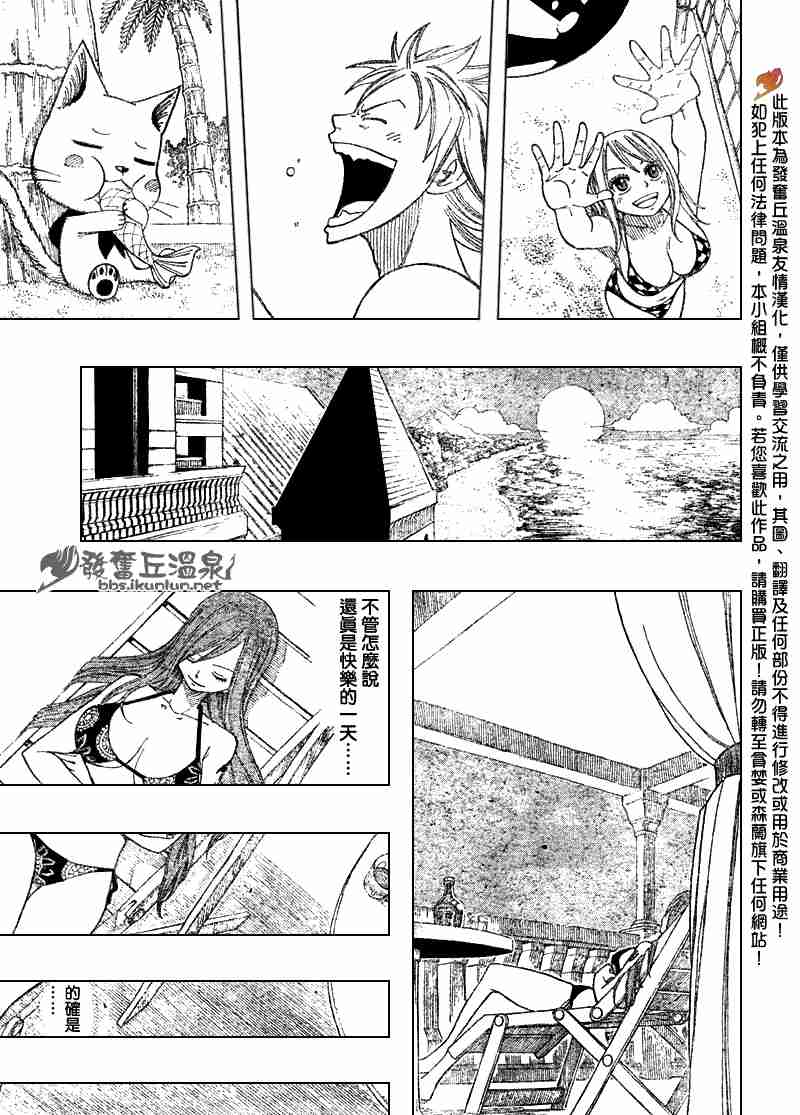 此版本為發奮丘溫泉友情漢化，僅供學習交流之用，其圖、翻譯及任何部份不得進行修改或用於商業用途！
如犯上任何法律問題，本小組概不負責。若您喜歡此作品，請購買正版！請勿轉至貪婪或森蘭旗下任何網站！
發奮丘溫泉
bbs.ikunlun.net
不管怎麼說
還真是快樂的一天……
的確是
……